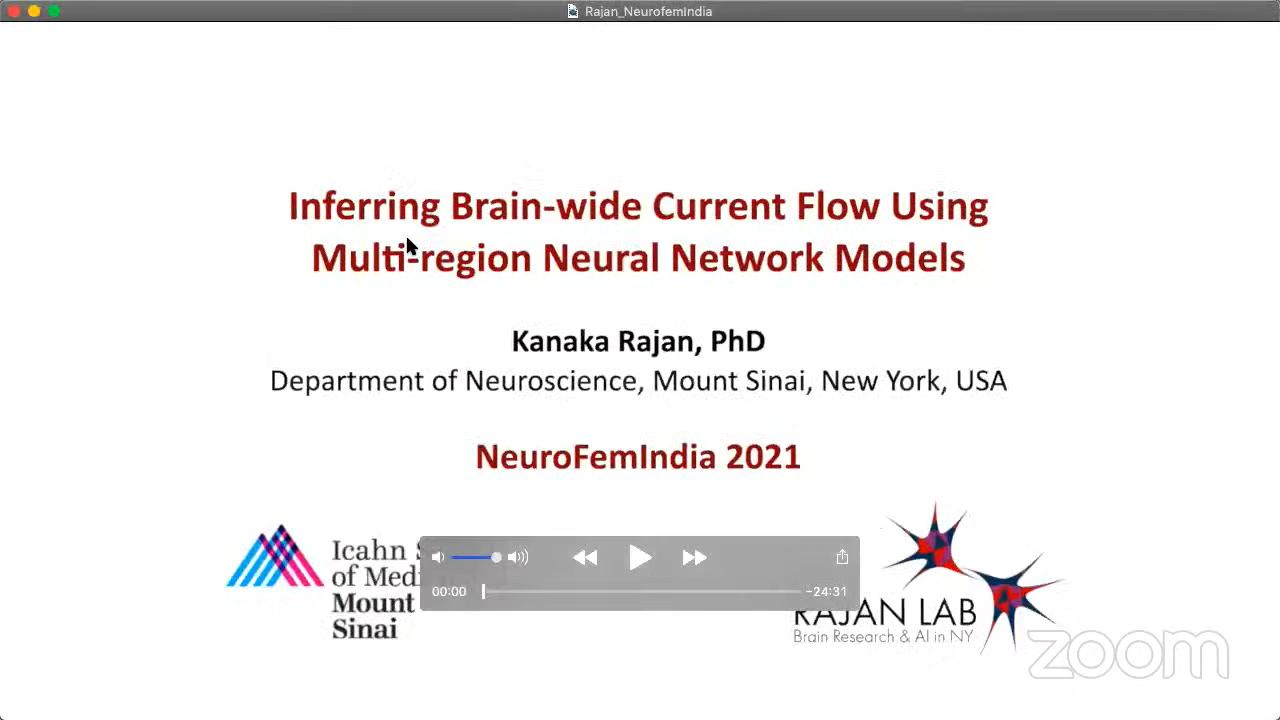 Rajan_NeurofemIndia
Inferring Brain-wide Current Flow Using
Multi-region Neural Network Models
Kanaka Rajan, PhD
Department of Neuroscience, Mount Sinai, New York, USA
NeuroFemIndia 2021
Icahn
of Medi
Mount
Sinai
00:00
-24:31
RAJAN LAB
Brain Research & AI in NY
zoom